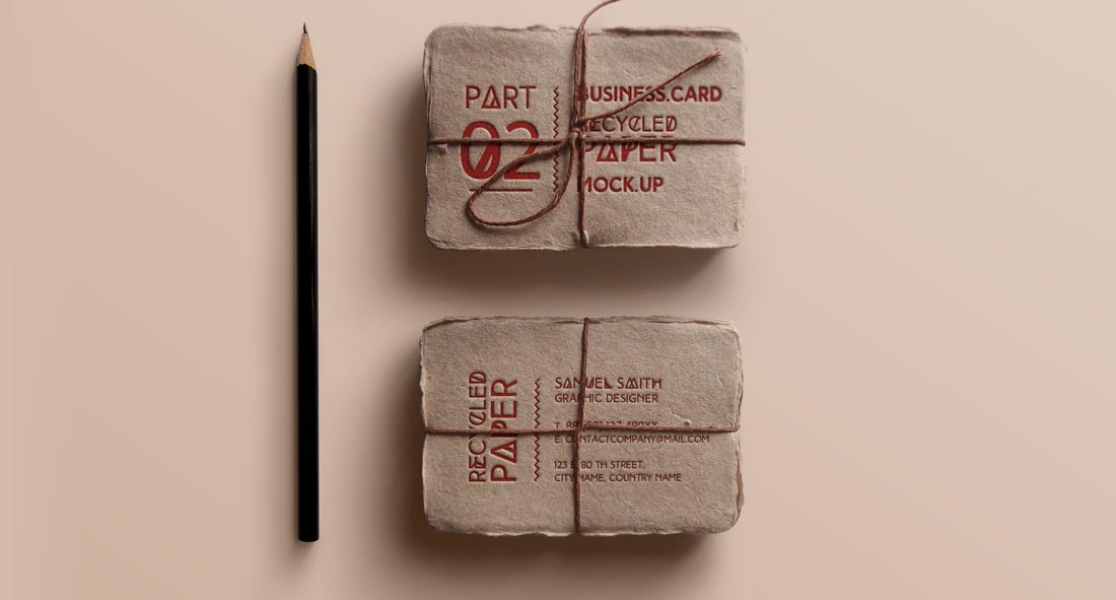 PART
02
BUSINESS.CARD
RECYCLED
PAPER
MOCK.UP
RECYCLED
PAPER
SAMUEL SMITH
GRAPHIC DESIGNER
E. CONTACTCOMPANY@MAIL.COM
123 E 80 TH STREET,
CITY NAME, COUNTRY NAME